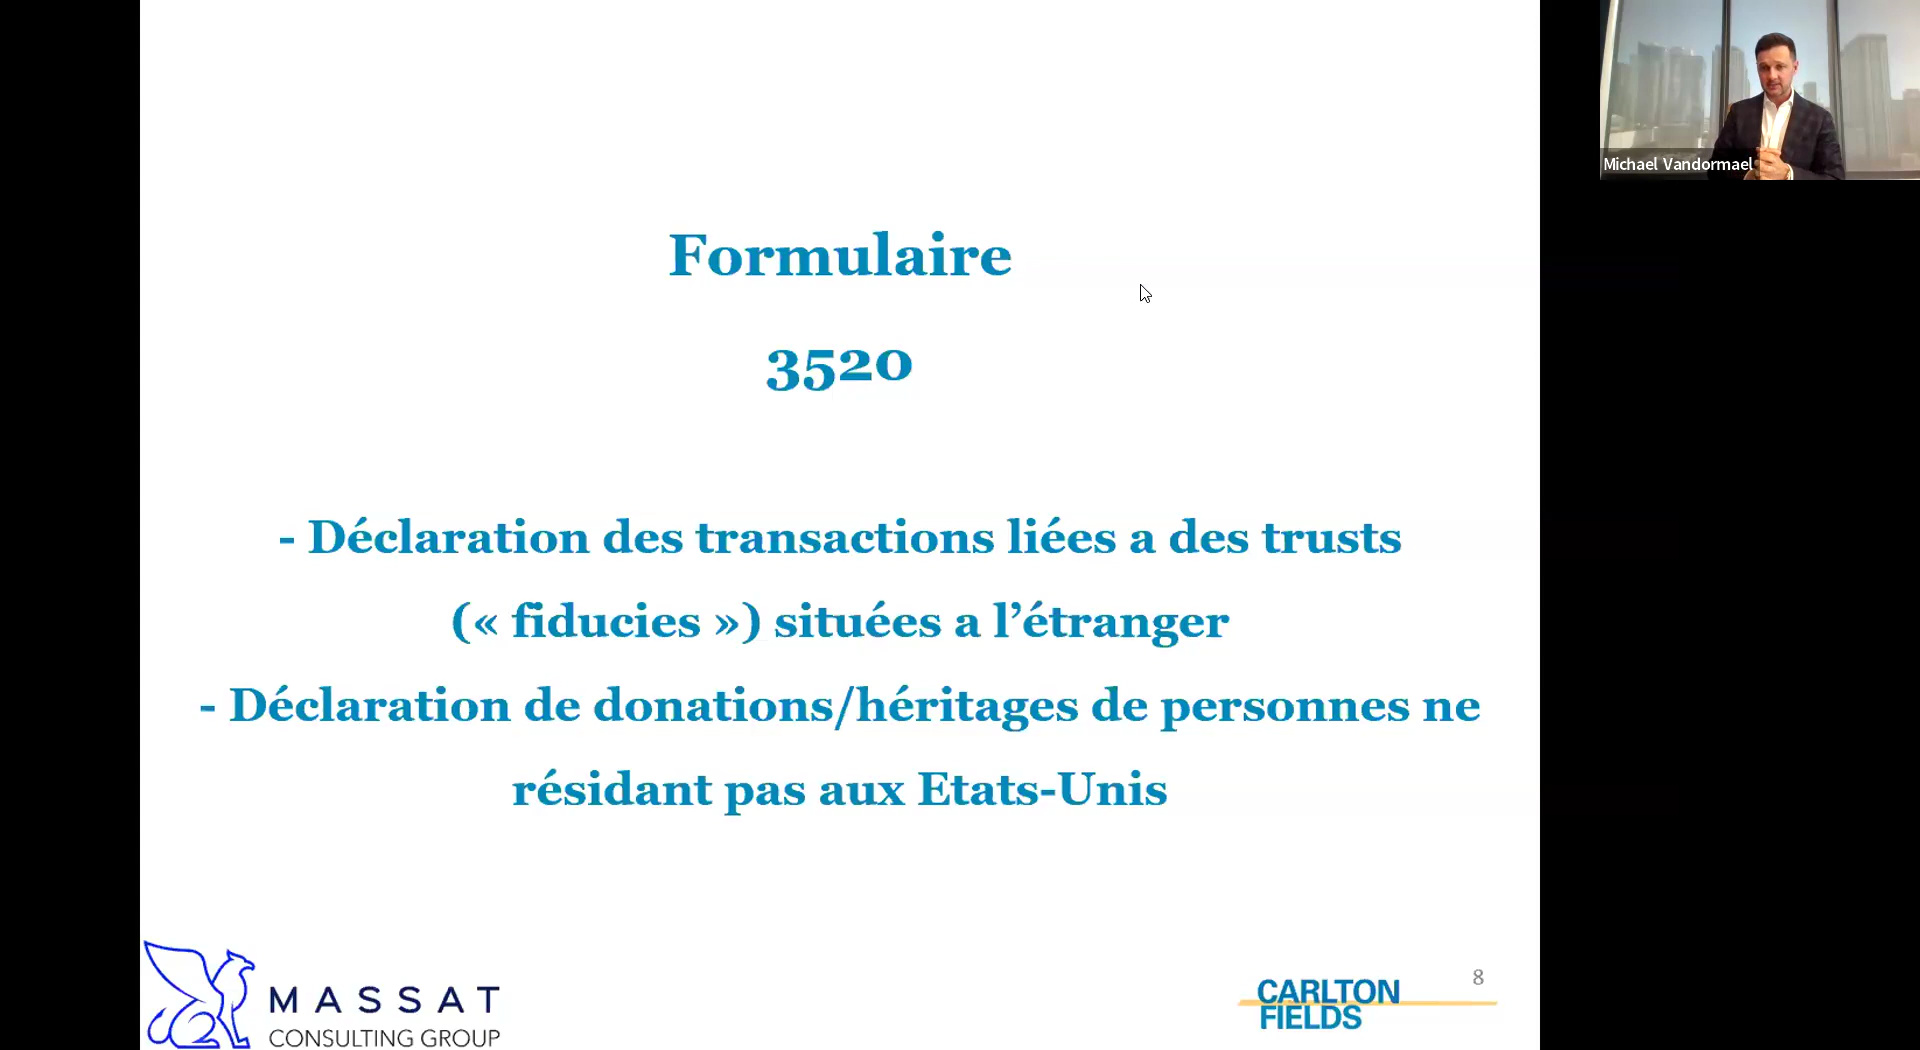 Michael Vandormael
Formulaire
3520
- Déclaration des transactions liées a des trusts
(« fiducies ») situées a l’étranger
- Déclaration de donations/héritages de personnes ne
résidant pas aux Etats-Unis
MASSAT
CONSULTING GROUP
CARLTON
FIELDS
8